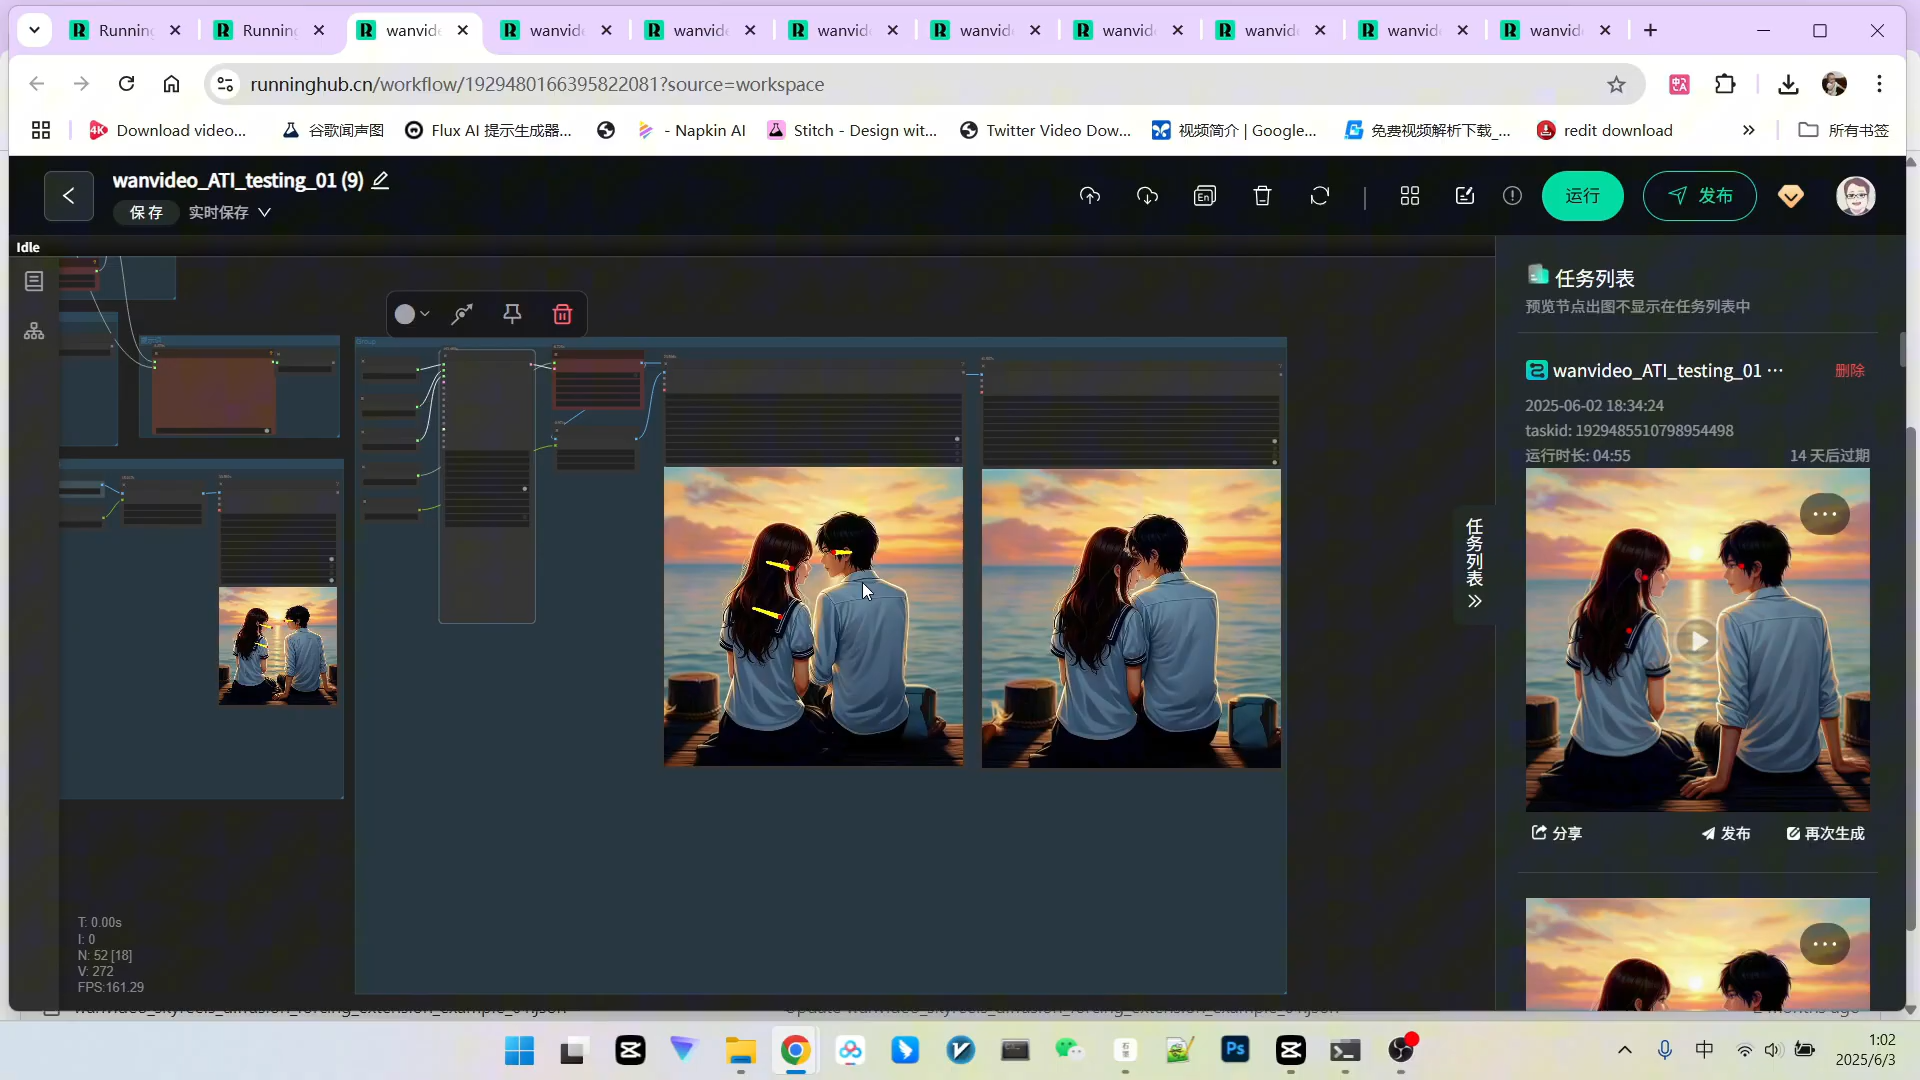 Running
Running
wanvide
wanvide
wanvid
wanvid
wanvid
wanvid
wanvid
wanvid
wanvid
runninghub.cn/workflow/1929480166395822081?source=workspace
Download video...
谷歌闻声图
Flux AI 提示生成器...
- Napkin AI
Stitch - Design wit...
Twitter Video Dow...
视频简介 | Google...
免费视频解析下载_...
redit download
所有书签
wanvideo_ATI_testing_01 (9)
保存
实时保存
运行
发布
Idle
任务列表
预览节点出图不显示在任务列表中
wanvideo_ATI_testing_01 ···
删除
2025-06-02 18:34:24
taskid: 1929485510798954498
运行时长: 04:55
14 天后过期
任务列表
分享
发布
再次生成
T: 0.00s
I: 0
N: 52 [18]
V: 272
FPS:161.29
中
1:02
2025/6/3